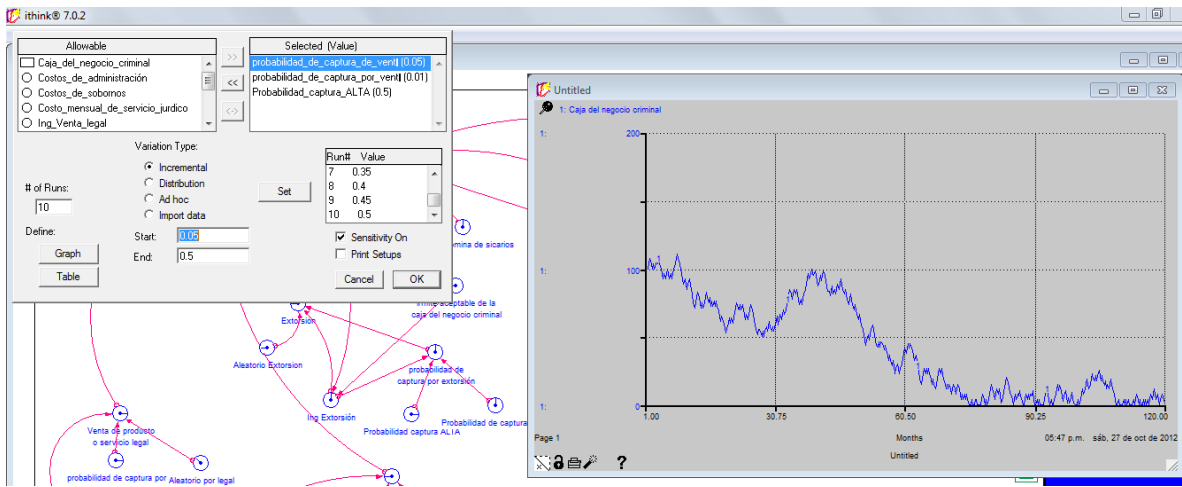 ithink® 7.0.2
Allowable
Caja_del_negocio_criminal
Costos_de_administración
Costos_de_sobornos
Costo_mensual_de_servicio_jurdico
Ing_Venta_legal
>>
<<
<->
Selected (Value)
probabilidad_de_captura_de_ventl (0.05)
probabilidad_de_captura_por_ventl (0.01)
Probabilidad_captura_ALTA (0.5)
Variation Type:
Incremental
Distribution
Ad hoc
Import data
# of Runs:
10
Define:
Graph
Table
Start:
0.05
End:
0.5
Set
Run# Value
7 0.35
8 0.4
9 0.45
10 0.5
Sensitivity On
Print Setups
Cancel
OK
nomina de sicarios
aceptable de la
caja del negocio criminal
Extorsión
Aleatorio Extorsion
probabilidad de
captura por extorsión
Ing Extorsión
Probabilidad captura ALTA
Probabilidad de captura
Venta de producto
o servicio legal
probabilidad de captura por
Aleatorio por legal
Untitled
1: Caja del negocio criminal
1:
200
1:
100
1:
0
1.00
30.75
60.50
90.25
120.00
Page 1
Months
05:47 p.m. sáb, 27 de oct de 2012
Untitled
?